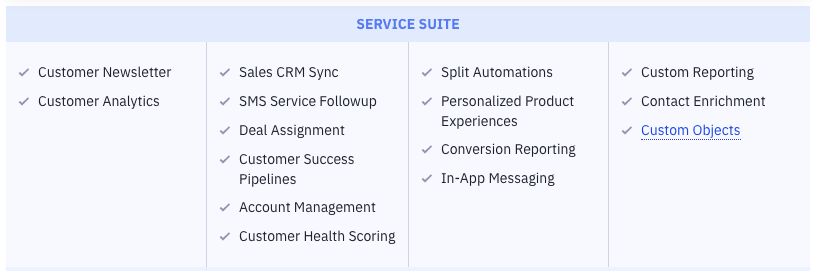 SERVICE SUITE
Customer Newsletter
Customer Analytics
Sales CRM Sync
SMS Service Followup
Deal Assignment
Customer Success
Pipelines
Account Management
Customer Health Scoring
Split Automations
Personalized Product
Experiences
Conversion Reporting
In-App Messaging
Custom Reporting
Contact Enrichment
Custom Objects